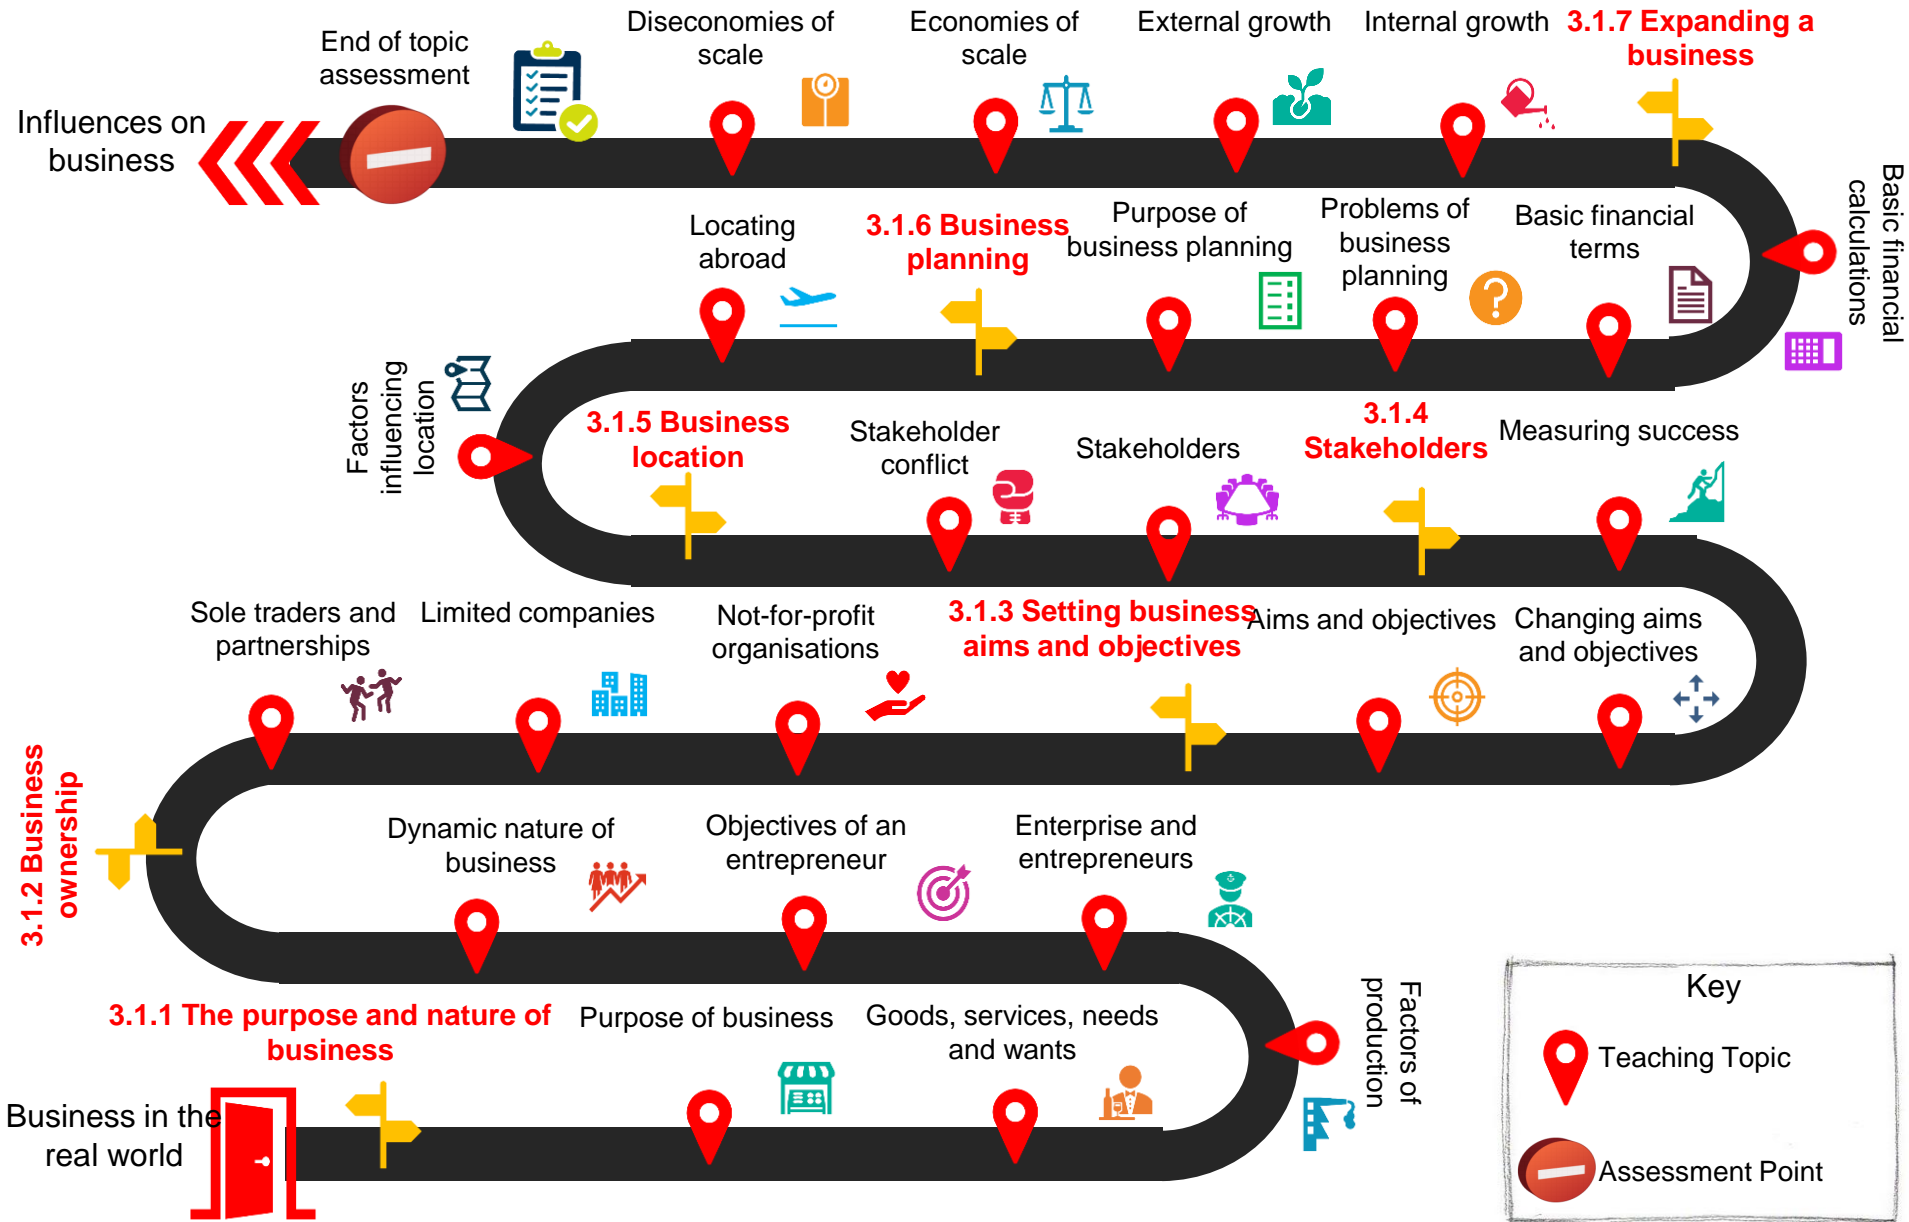 End of topic
assessment
Diseconomies of
scale
Economies of
scale
External growth
Internal growth
3.1.7 Expanding a
business
Influences on
business
Basic financial
calculations
Locating
abroad
3.1.6 Business
planning
Purpose of
business planning
Problems of
business
planning
Basic financial
terms
Factors
influencing
location
3.1.5 Business
location
Stakeholder
conflict
Stakeholders
3.1.4
Stakeholders
Measuring success
Sole traders and
partnerships
Limited companies
Not-for-profit
organisations
3.1.3 Setting business
aims and objectives
Aims and objectives
Changing aims
and objectives
3.1.2 Business
ownership
Dynamic nature of
business
Objectives of an
entrepreneur
Enterprise and
entrepreneurs
Factors of
production
3.1.1 The purpose and nature of
business
Purpose of business
Goods, services, needs
and wants
Business in the
real world
Key
Teaching Topic
Assessment Point